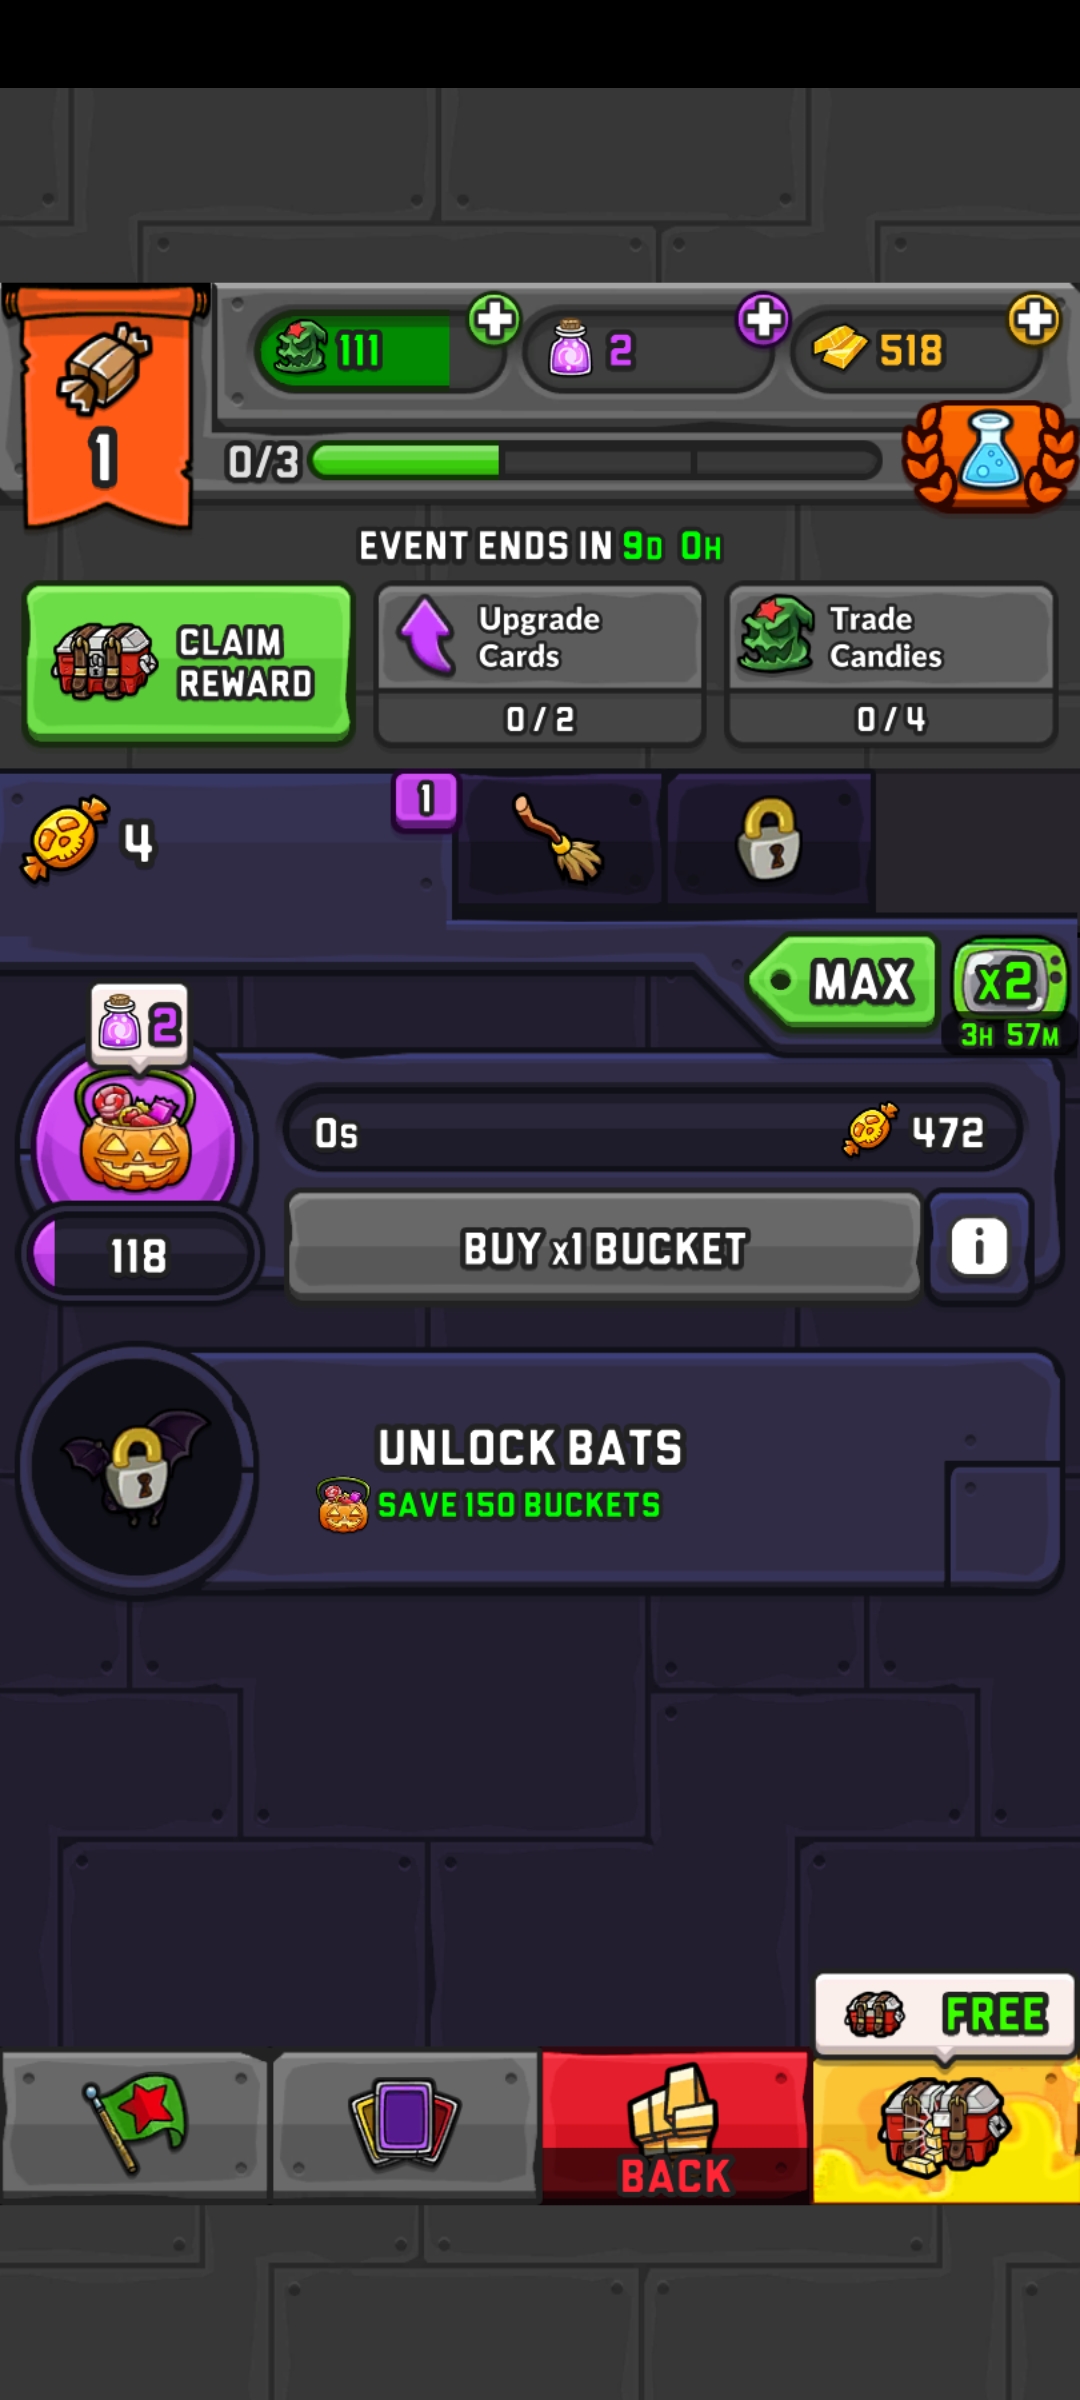 111
2
518
1
0/3
EVENT ENDS IN 9D 0H
CLAIM
REWARD
Upgrade
Cards
0 / 2
Trade
Candies
0 / 4
4
1
MAX
x2
3H 57M
2
0s
472
118
BUY x1 BUCKET
i
UNLOCK BATS
SAVE 150 BUCKETS
FREE
BACK